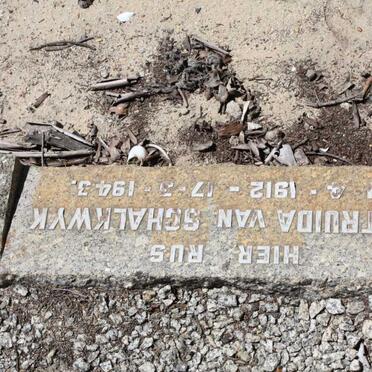 HIER RUS
TRUIDA VAN SCHALKWYK
4 - 1912 - 17 - 3 - 1943.